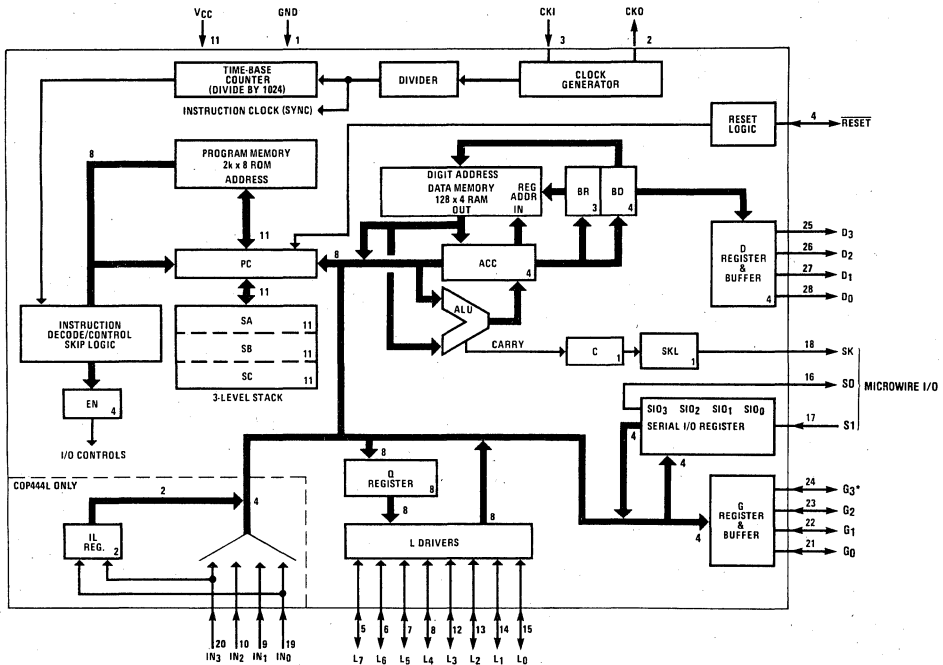 VCC GND CKI CKO
11 1 3 2
TIME-BASE
COUNTER
(DIVIDE BY 1024)
DIVIDER
CLOCK
GENERATOR
INSTRUCTION CLOCK (SYNC)
RESET
LOGIC
4
RESET
8
PROGRAM MEMORY
2k x 8 ROM
ADDRESS
11
DIGIT ADDRESS
DATA MEMORY
128 x 4 RAM
OUT
REG
ADDR
IN
BR
3
BD
4
PC
8
ACC
4
11
D
REGISTER
&
BUFFER
4
25 D3
26 D2
27 D1
28 D0
INSTRUCTION
DECODE/CONTROL
SKIP LOGIC
SA
11
SB
11
SC
11
3-LEVEL STACK
ALU
CARRY
C
1
SKL
1
18 SK
16 SO
17 S1
MICROWIRE I/O
EN
4
I/O CONTROLS
SIO3 SIO2 SIO1 SIO0
SERIAL I/O REGISTER
4
4
COP444L ONLY
2
4
IL
REG.
2
8
Q
REGISTER
8
8
8
L DRIVERS
4
G
REGISTER
&
BUFFER
24 G3*
23 G2
22 G1
21 G0
20 10 9 19
IN3 IN2 IN1 IN0
5 6 7 8 12 13 14 15
L7 L6 L5 L4 L3 L2 L1 L0